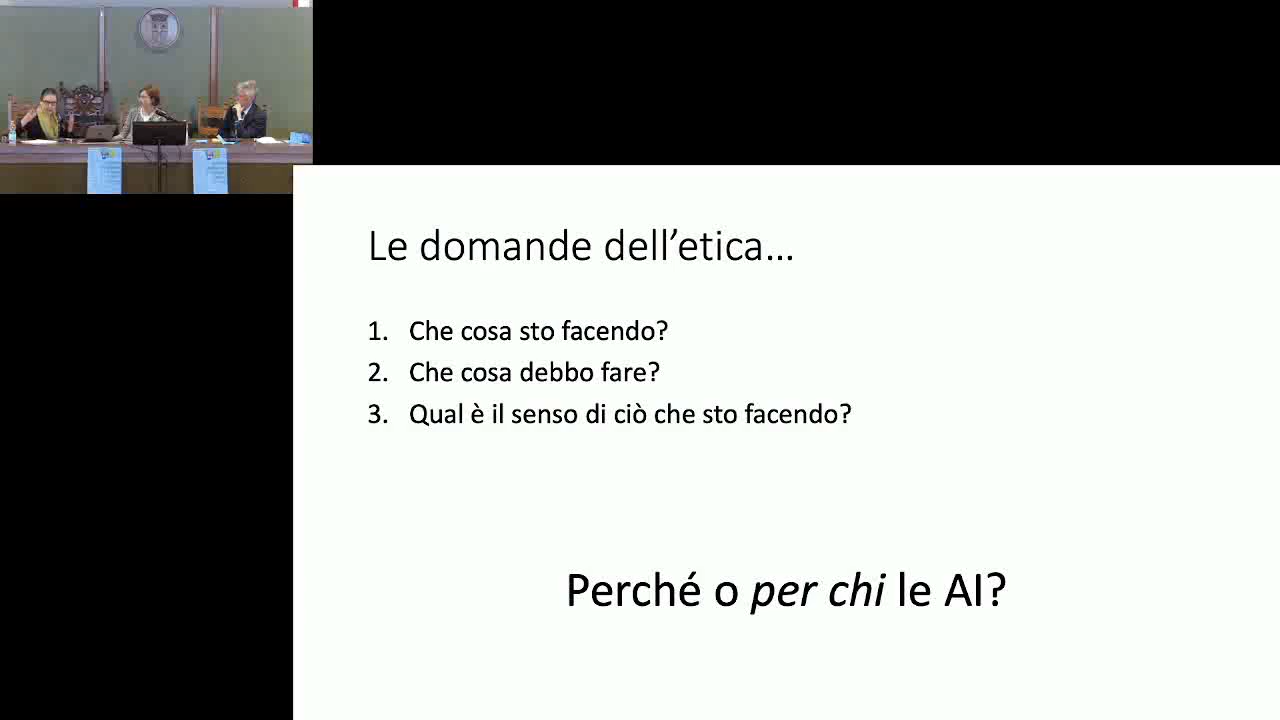 Le domande dell’etica…
1. Che cosa sto facendo?
2. Che cosa debbo fare?
3. Qual è il senso di ciò che sto facendo?
Perché o per chi le AI?